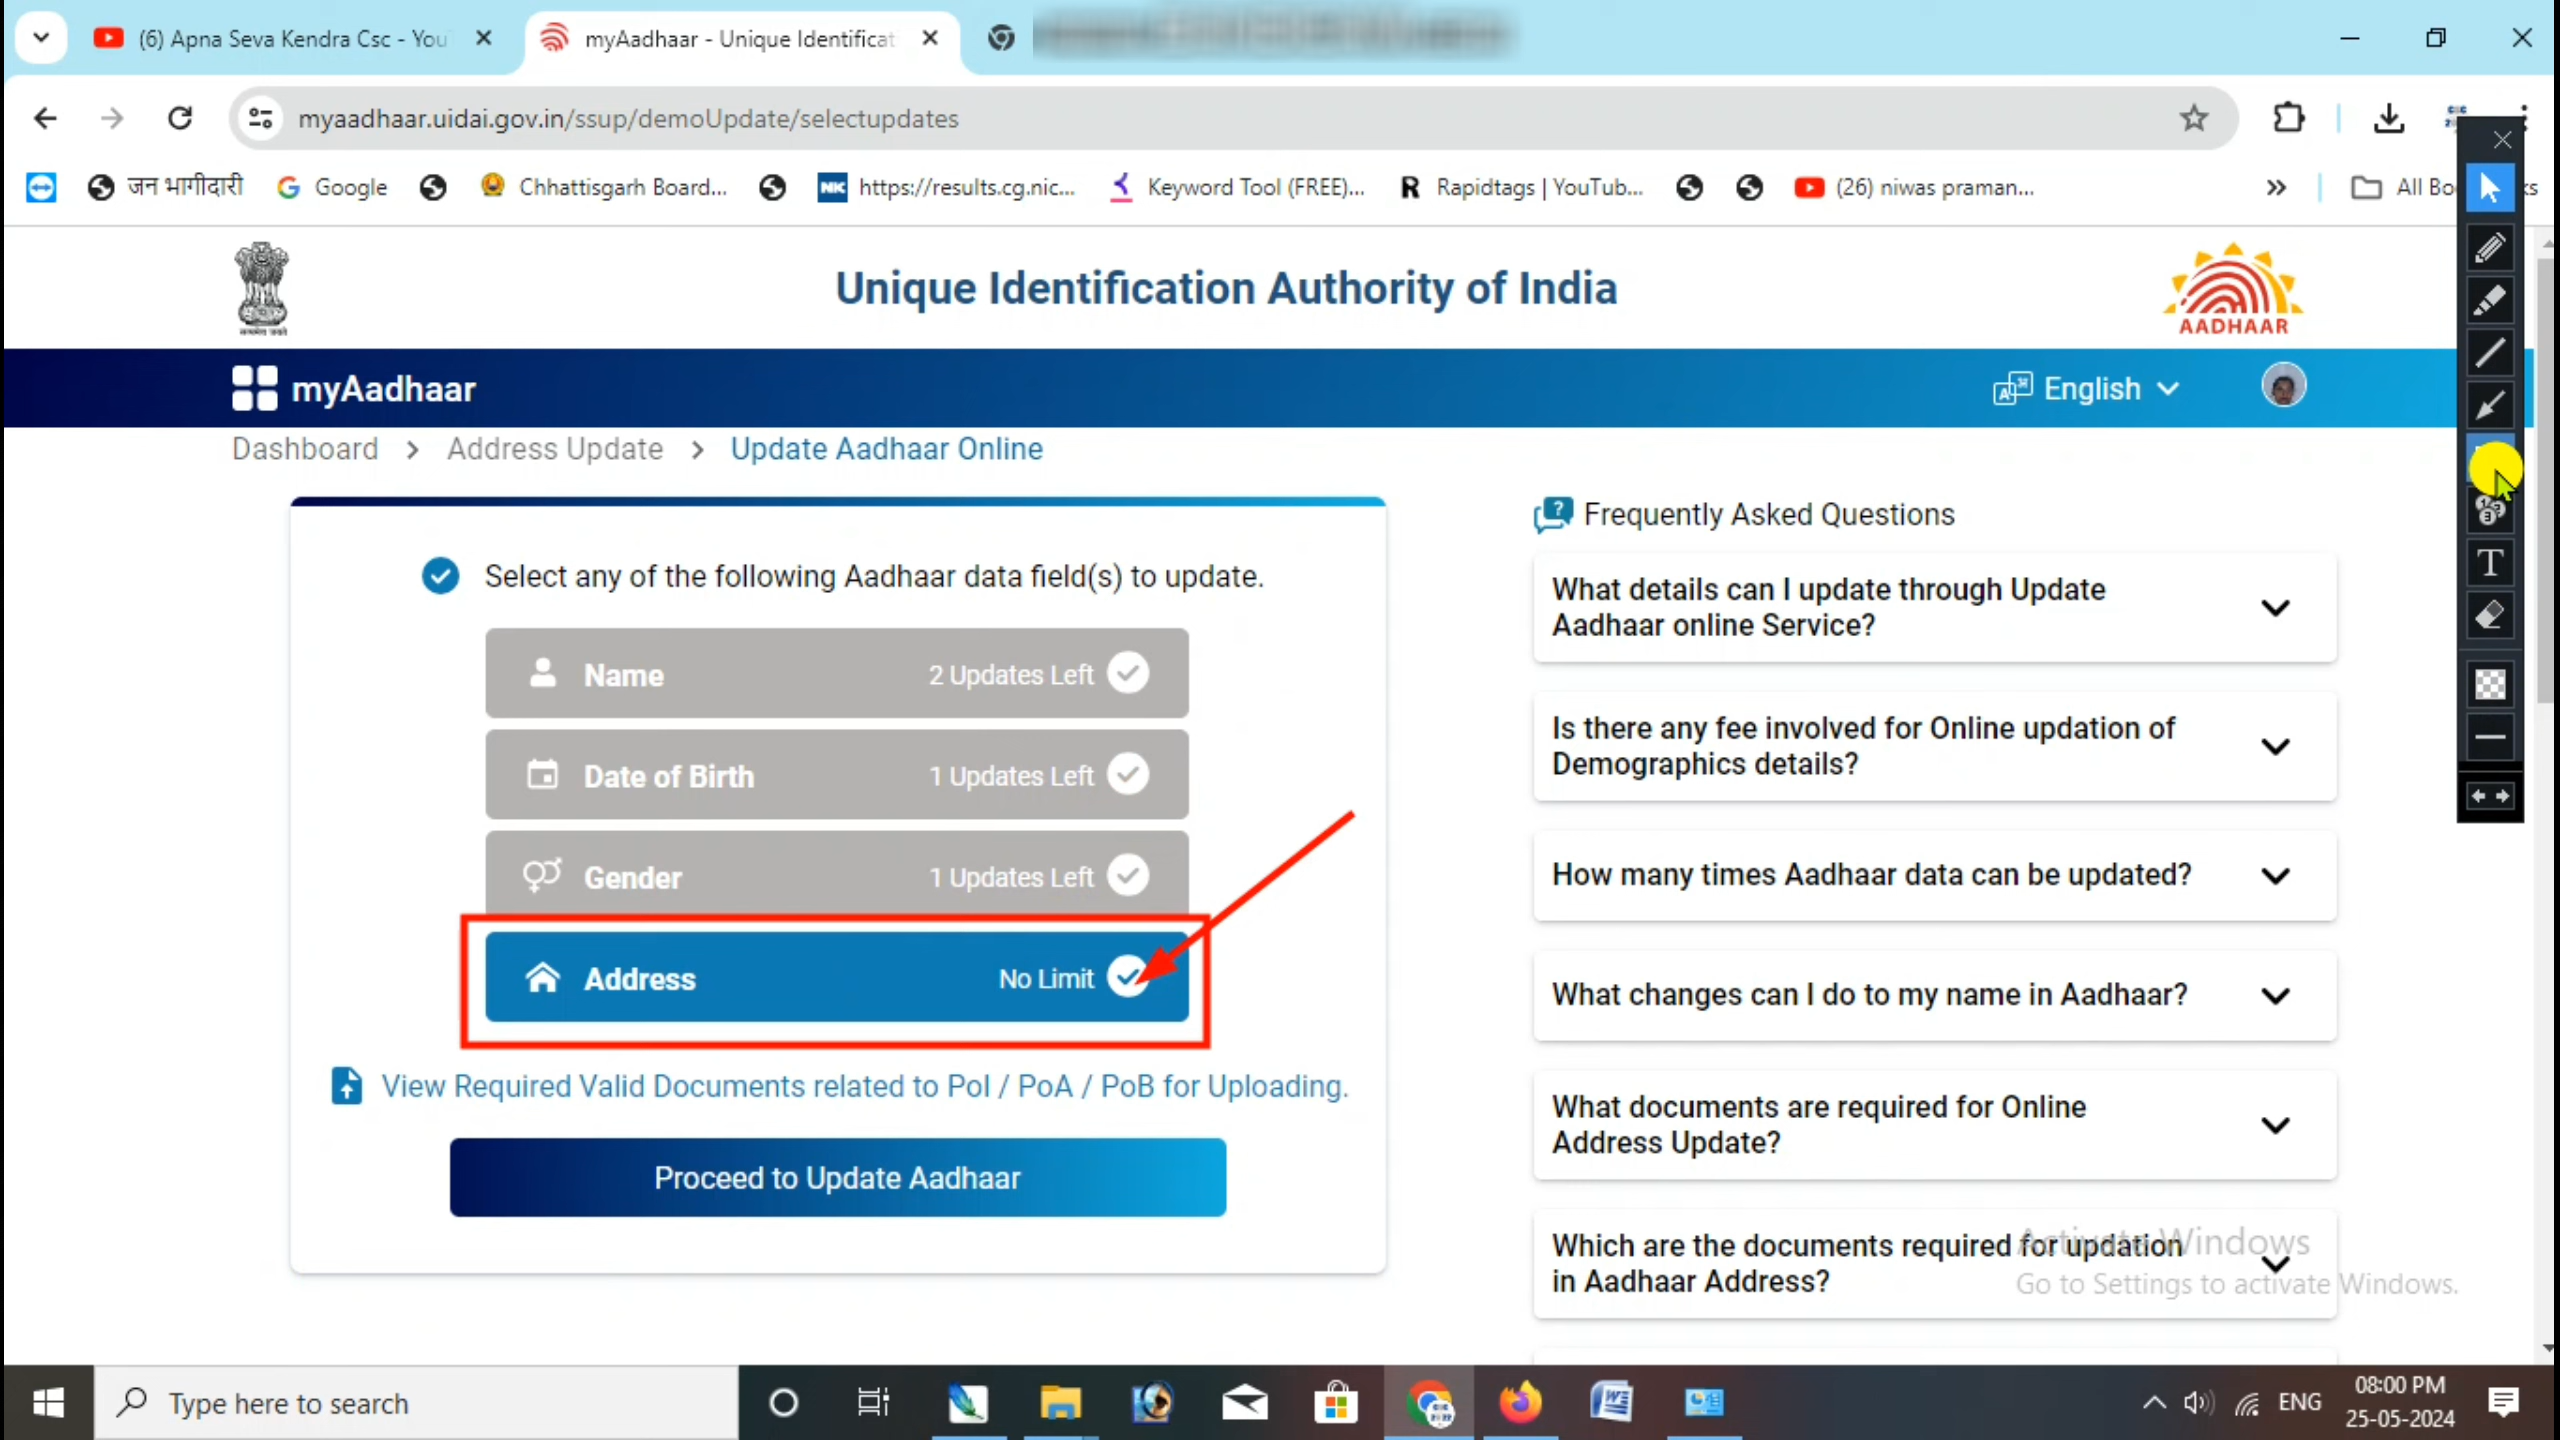 (6) Apna Seva Kendra Csc - You
myAadhaar - Unique Identificat
myaadhaar.uidai.gov.in/ssup/demoUpdate/selectupdates
जन भागीदारी
Google
Chhattisgarh Board...
NIC
https://results.cg.nic...
Keyword Tool (FREE)...
R
Rapidtags | YouTub...
(26) niwas praman...
All Bo
ks
Unique Identification Authority of India
AADHAAR
myAadhaar
English
Dashboard > Address Update > Update Aadhaar Online
Select any of the following Aadhaar data field(s) to update.
Name 2 Updates Left
Date of Birth 1 Updates Left
Gender 1 Updates Left
Address No Limit
View Required Valid Documents related to PoI / PoA / PoB for Uploading.
Proceed to Update Aadhaar
Frequently Asked Questions
What details can I update through Update
Aadhaar online Service?
Is there any fee involved for Online updation of
Demographics details?
How many times Aadhaar data can be updated?
What changes can I do to my name in Aadhaar?
What documents are required for Online
Address Update?
Which are the documents required for updation
in Aadhaar Address?
Activate Windows
Go to Settings to activate Windows.
T
Type here to search
ENG
08:00 PM
25-05-2024